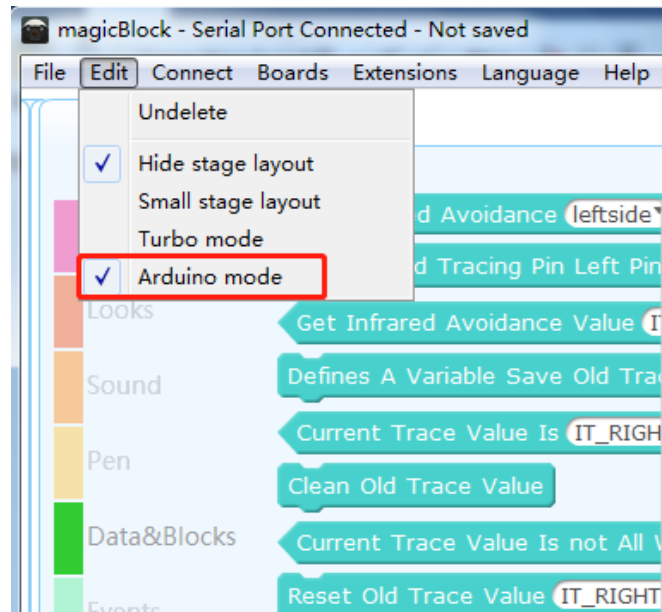 magicBlock - Serial Port Connected - Not saved
File Edit Connect Boards Extensions Language Help
Undelete
Hide stage layout
Small stage layout
Turbo mode
Arduino mode
Looks
Sound
Pen
Data&Blocks
Events
d Avoidance leftside
d Tracing Pin Left Pin
Get Infrared Avoidance Value
Defines A Variable Save Old Tra
Current Trace Value Is IT_RIGH
Clean Old Trace Value
Current Trace Value Is not All
Reset Old Trace Value IT_RIGHT